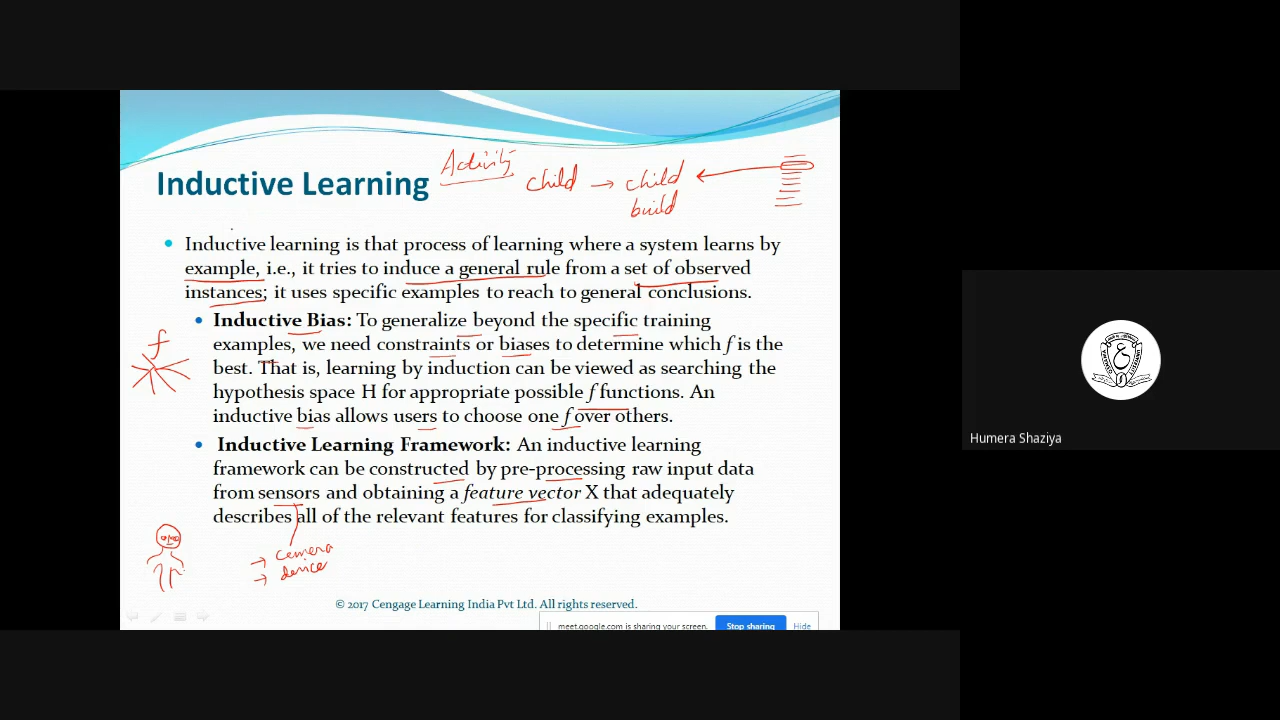 Activity
child → child
build
Inductive Learning
Inductive learning is that process of learning where a system learns by
example, i.e., it tries to induce a general rule from a set of observed
instances; it uses specific examples to reach to general conclusions.
Inductive Bias: To generalize beyond the specific training
examples, we need constraints or biases to determine which f is the
best. That is, learning by induction can be viewed as searching the
hypothesis space H for appropriate possible f functions. An
inductive bias allows users to choose one f over others.
f
Inductive Learning Framework: An inductive learning
framework can be constructed by pre-processing raw input data
from sensors and obtaining a feature vector X that adequately
describes all of the relevant features for classifying examples.
→ camera
→ device
© 2017 Cengage Learning India Pvt Ltd. All rights reserved.
meet.google.com is sharing your screen. Stop sharing Hide
Humera Shaziya